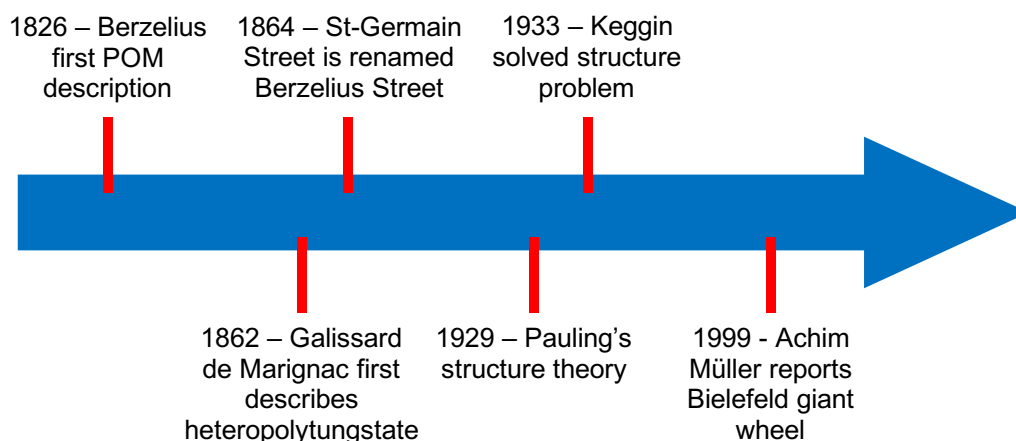 1826 – Berzelius
first POM
description
1864 – St-Germain
Street is renamed
Berzelius Street
1933 – Keggin
solved structure
problem
1862 – Galissard
de Marignac first
describes
heteropolytungstate
1929 – Pauling's
structure theory
1999 - Achim
Müller reports
Bielefeld giant
wheel